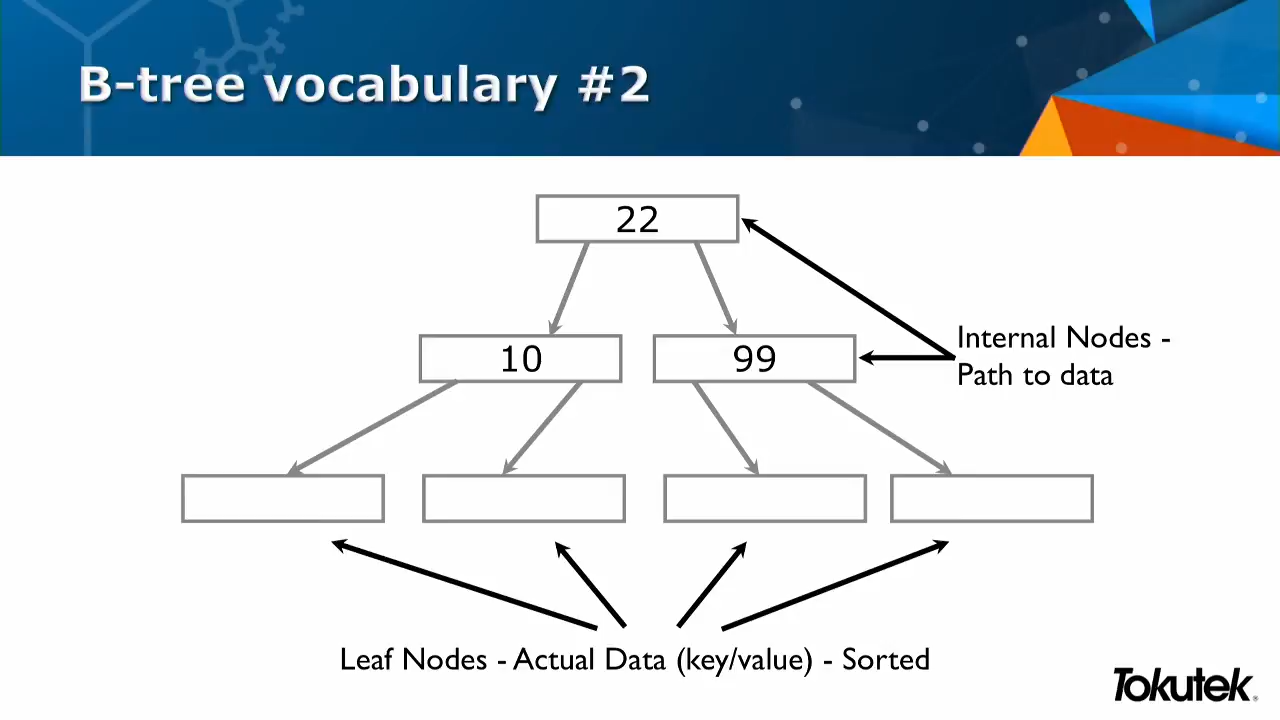 B-tree vocabulary #2
22
10
99
Internal Nodes -
Path to data
Leaf Nodes - Actual Data (key/value) - Sorted
Tokutek®